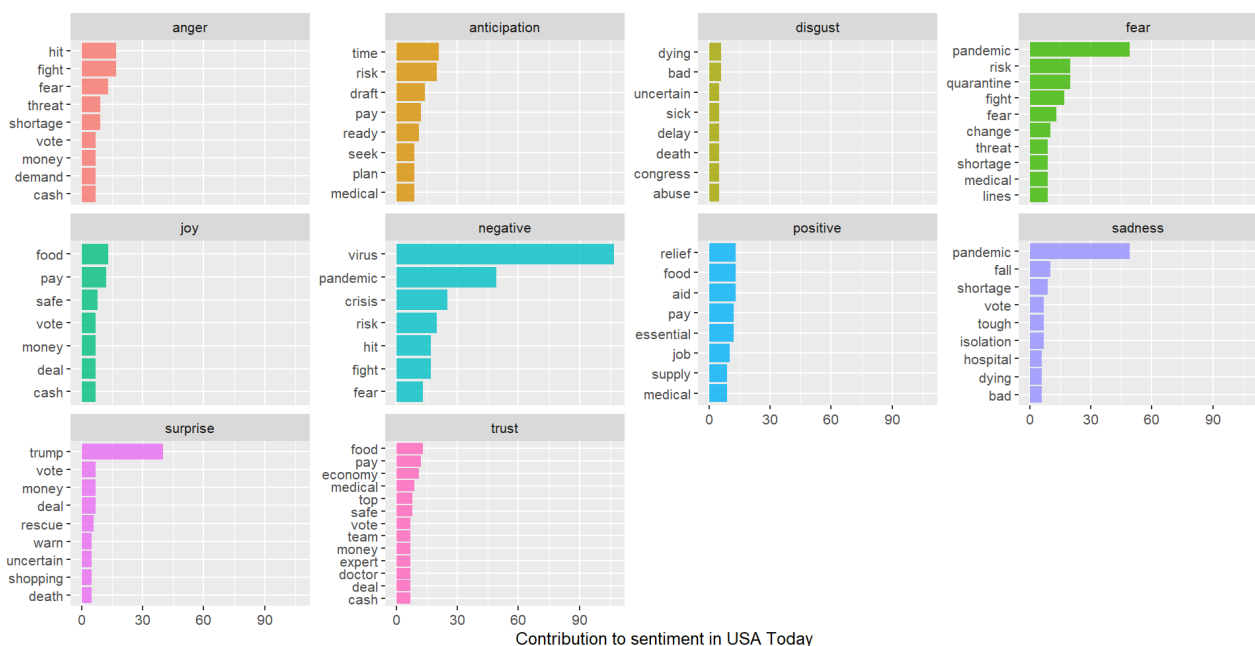 anger
hit
fight
fear
threat
shortage
vote
money
demand
cash
anticipation
time
risk
draft
pay
ready
seek
plan
medical
disgust
dying
bad
uncertain
sick
delay
death
congress
abuse
fear
pandemic
risk
quarantine
fight
fear
change
threat
shortage
medical
lines
joy
food
pay
safe
vote
money
deal
cash
negative
virus
pandemic
crisis
risk
hit
fight
fear
positive
relief
food
aid
pay
essential
job
supply
medical
0 30 60 90
sadness
pandemic
fall
shortage
vote
tough
isolation
hospital
dying
bad
0 30 60 90
surprise
trump
vote
money
deal
rescue
warn
uncertain
shopping
death
0 30 60 90
trust
food
pay
economy
medical
top
safe
vote
team
money
expert
doctor
deal
cash
0 30 60 90
Contribution to sentiment in USA Today